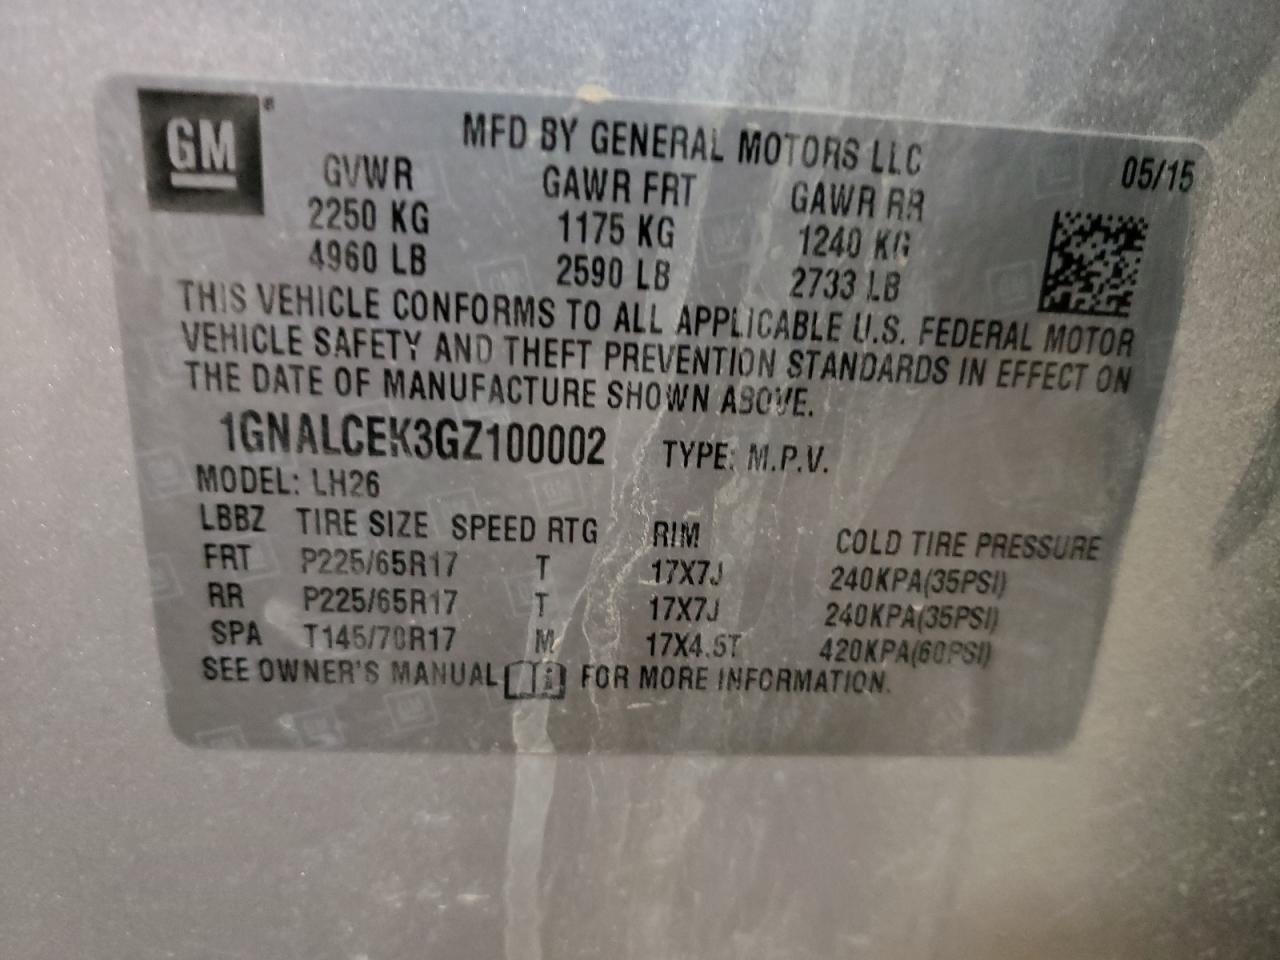 GM ®
MFD BY GENERAL MOTORS LLC
05/15
GVWR GAWR FRT GAWR RR
2250 KG 1175 KG 1240 KG
4960 LB 2590 LB 2733 LB
THIS VEHICLE CONFORMS TO ALL APPLICABLE U.S. FEDERAL MOTOR
VEHICLE SAFETY AND THEFT PREVENTION STANDARDS IN EFFECT ON
THE DATE OF MANUFACTURE SHOWN ABOVE.
1GNALCEK3GZ100002 TYPE: M.P.V.
MODEL: LH26
LBBZ TIRE SIZE SPEED RTG RIM COLD TIRE PRESSURE
FRT P225/65R17 T 17X7J 240KPA(35PSI)
RR P225/65R17 T 17X7J 240KPA(35PSI)
SPA T145/70R17 M 17X4.5T 420KPA(60PSI)
SEE OWNER'S MANUAL FOR MORE INFORMATION.